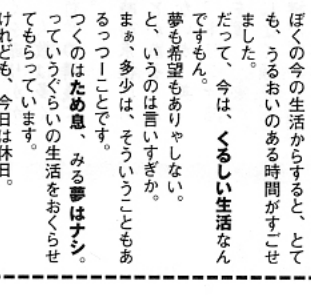 ぼくの今の生活からすると、とて
も、うるおいのある時間がすごせ
ました。
だって、今は、くるしい生活なん
ですもん。
夢も希望もありゃしない。
と、いうのは言いすぎか。
まぁ、多少は、そういうこともあ
るっつーことです。
つくのはため息、みる夢はナシ。
っていうぐらいの生活をおくらせ
てもらっています。
けれども、今日は休日。